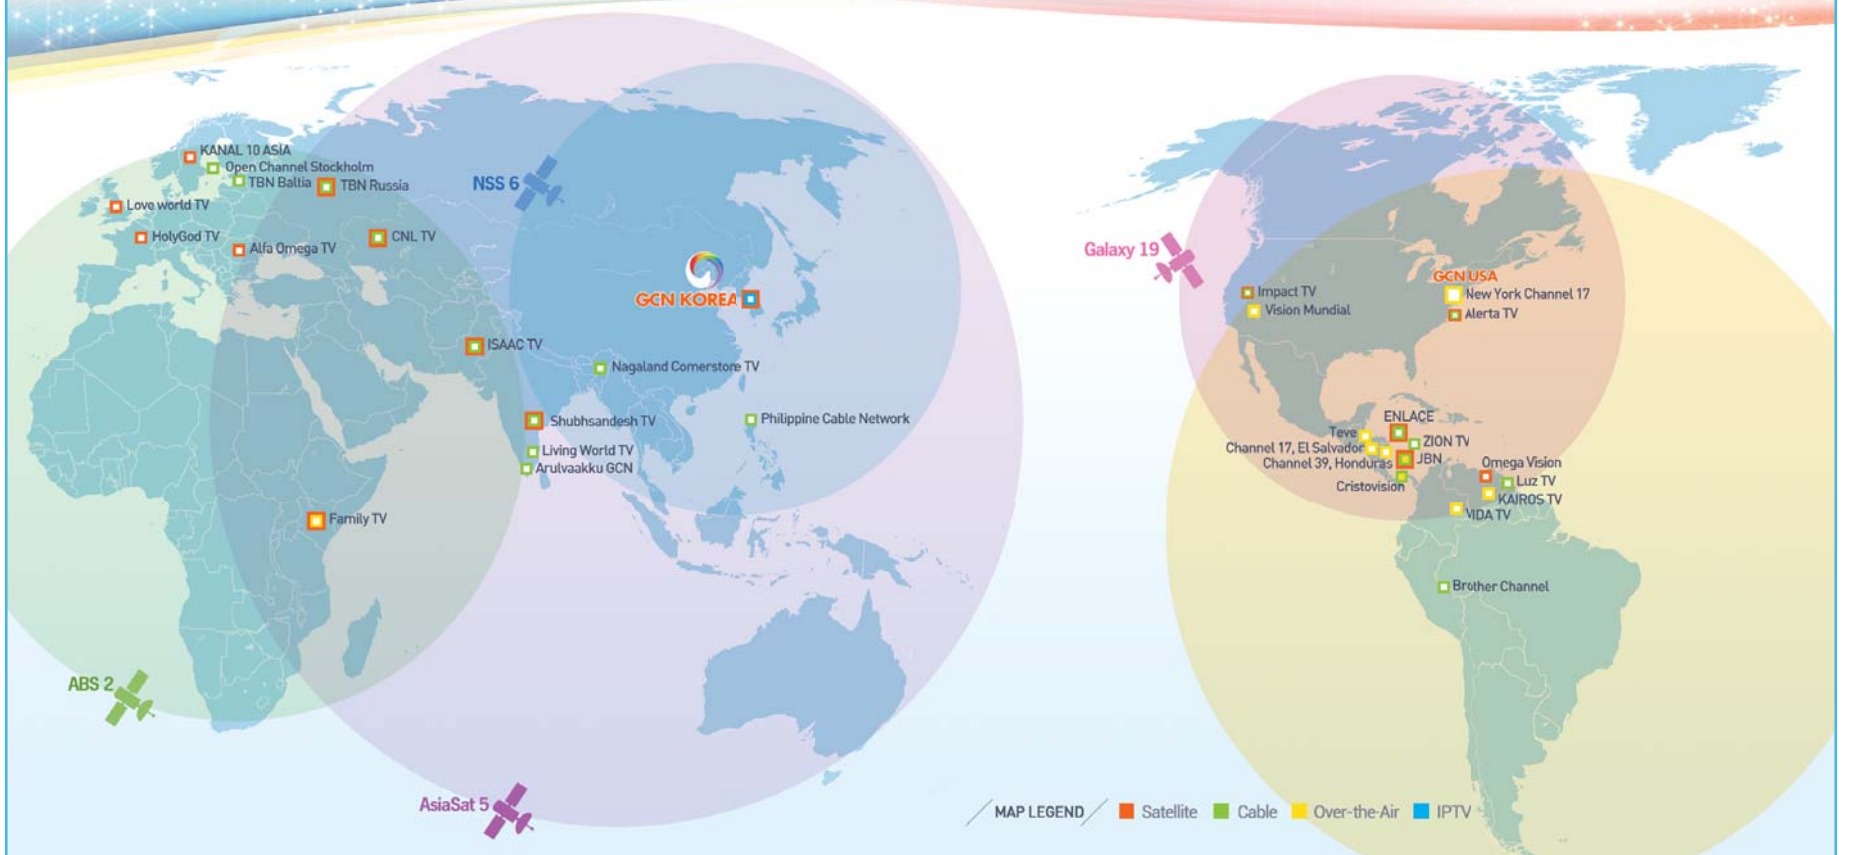 KANAL 10 ASIA
Open Channel Stockholm
TBN Baltia
TBN Russia
Love world TV
HolyGod TV
Alfa Omega TV
CNL TV
NSS 6
GCN KOREA
ISAAC TV
Nagaland Comerstore TV
Shubhsandesh TV
Philippine Cable Network
Living World TV
Arulvaakku GCN
Family TV
ABS 2
AsiaSat 5
Galaxy 19
GCN USA
Impact TV
New York Channel 17
Vision Mundial
Alerta TV
ENLACE
Teve
ZION TV
Channel 17, El Salvador
JBN
Channel 39, Honduras
Omega Vision
Cristovision
Luz TV
KAIROS TV
VIDA TV
Brother Channel
MAP LEGEND Satellite Cable Over-the-Air IPTV